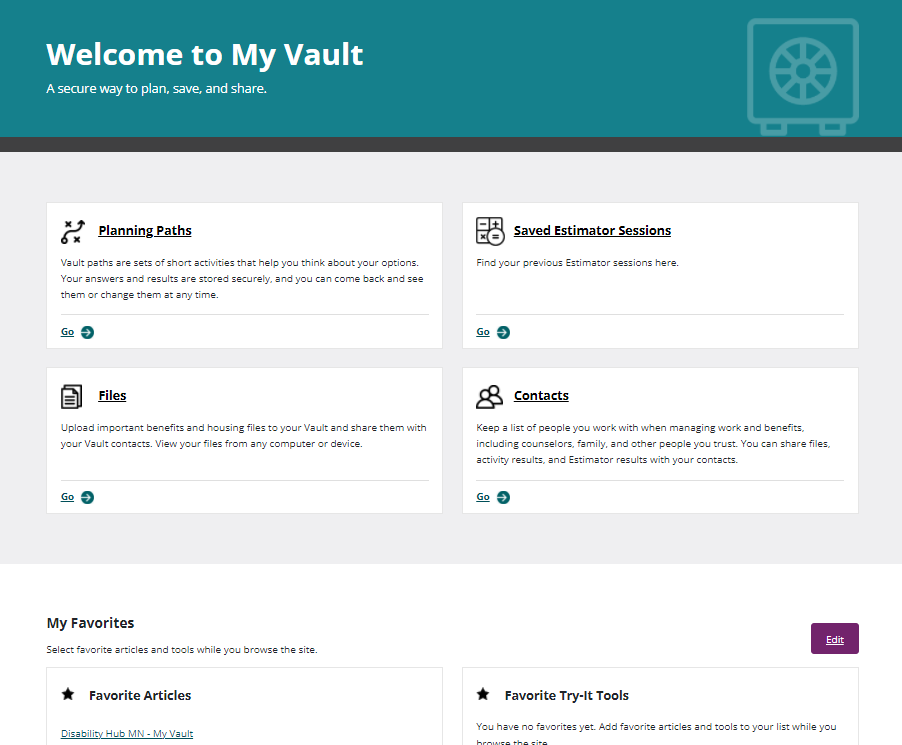 Welcome to My Vault
A secure way to plan, save, and share.
Planning Paths
Vault paths are sets of short activities that help you think about your options.
Your answers and results are stored securely, and you can come back and see
them or change them at any time.
Go
Saved Estimator Sessions
Find your previous Estimator sessions here.
Go
Files
Upload important benefits and housing files to your Vault and share them with
your Vault contacts. View your files from any computer or device.
Go
Contacts
Keep a list of people you work with when managing work and benefits,
including counselors, family, and other people you trust. You can share files,
activity results, and Estimator results with your contacts.
Go
My Favorites
Select favorite articles and tools while you browse the site.
Edit
Favorite Articles
Disability Hub MN - My Vault
Favorite Try-It Tools
You have no favorites yet. Add favorite articles and tools to your list while you
browse the site.